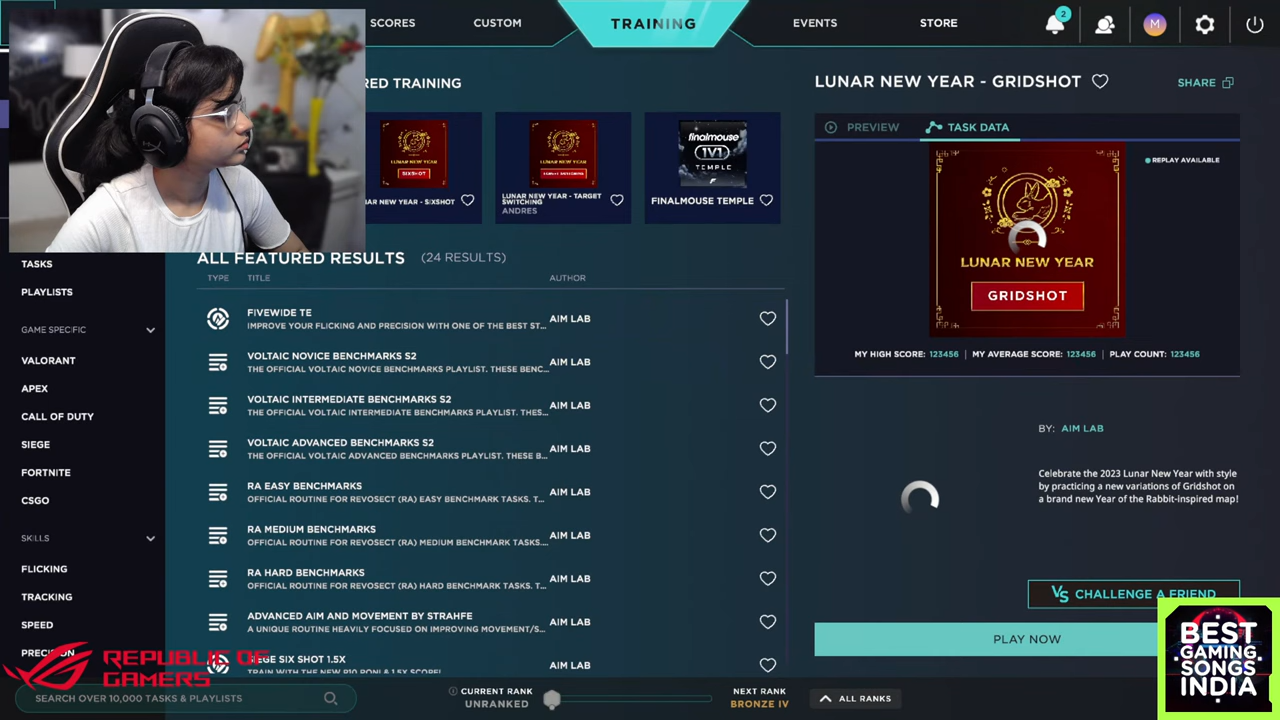 SCORES
CUSTOM
TRAINING
EVENTS
STORE
2
M
RED TRAINING
LUNAR NEW YEAR
SIXSHOT
AR NEW YEAR - SIXSHOT
LUNAR NEW YEAR
LUNAR NEW YEAR - TARGET
SWITCHING
ANDRES
finalmouse
1V1
TEMPLE
FINALMOUSE TEMPLE
LUNAR NEW YEAR - GRIDSHOT
SHARE
PREVIEW
TASK DATA
REPLAY AVAILABLE
LUNAR NEW YEAR
GRIDSHOT
MY HIGH SCORE: 123456 | MY AVERAGE SCORE: 123456 | PLAY COUNT: 123456
BY: AIM LAB
Celebrate the 2023 Lunar New Year with style
by practicing a new variations of Gridshot on
a brand new Year of the Rabbit-inspired map!
VS CHALLENGE A FRIEND
PLAY NOW
TASKS
PLAYLISTS
GAME SPECIFIC
VALORANT
APEX
CALL OF DUTY
SIEGE
FORTNITE
CSGO
SKILLS
FLICKING
TRACKING
SPEED
PRECISION
ALL FEATURED RESULTS (24 RESULTS)
TYPE TITLE AUTHOR
FIVEWIDE TE
IMPROVE YOUR FLICKING AND PRECISION WITH ONE OF THE BEST ST...
AIM LAB
VOLTAIC NOVICE BENCHMARKS S2
THE OFFICIAL VOLTAIC NOVICE BENCHMARKS PLAYLIST. THESE BENC...
AIM LAB
VOLTAIC INTERMEDIATE BENCHMARKS S2
THE OFFICIAL VOLTAIC INTERMEDIATE BENCHMARKS PLAYLIST. THES...
AIM LAB
VOLTAIC ADVANCED BENCHMARKS S2
THE OFFICIAL VOLTAIC ADVANCED BENCHMARKS PLAYLIST. THESE B...
AIM LAB
RA EASY BENCHMARKS
OFFICIAL ROUTINE FOR REVOSECT (RA) EASY BENCHMARK TASKS. T...
AIM LAB
RA MEDIUM BENCHMARKS
OFFICIAL ROUTINE FOR REVOSECT (RA) MEDIUM BENCHMARK TASKS....
AIM LAB
RA HARD BENCHMARKS
OFFICIAL ROUTINE FOR REVOSECT (RA) HARD BENCHMARK TASKS. T...
AIM LAB
ADVANCED AIM AND MOVEMENT BY STRAHFE
A UNIQUE ROUTINE HEAVILY FOCUSED ON IMPROVING MOVEMENT/S...
AIM LAB
SIEGE SIX SHOT 1.5X
AIM LAB
REPUBLIC OF
GAMERS
SEARCH OVER 10,000 TASKS & PLAYLISTS
CURRENT RANK
UNRANKED
NEXT RANK
BRONZE IV
ALL RANKS
BEST
GAMING
SONGS
INDIA